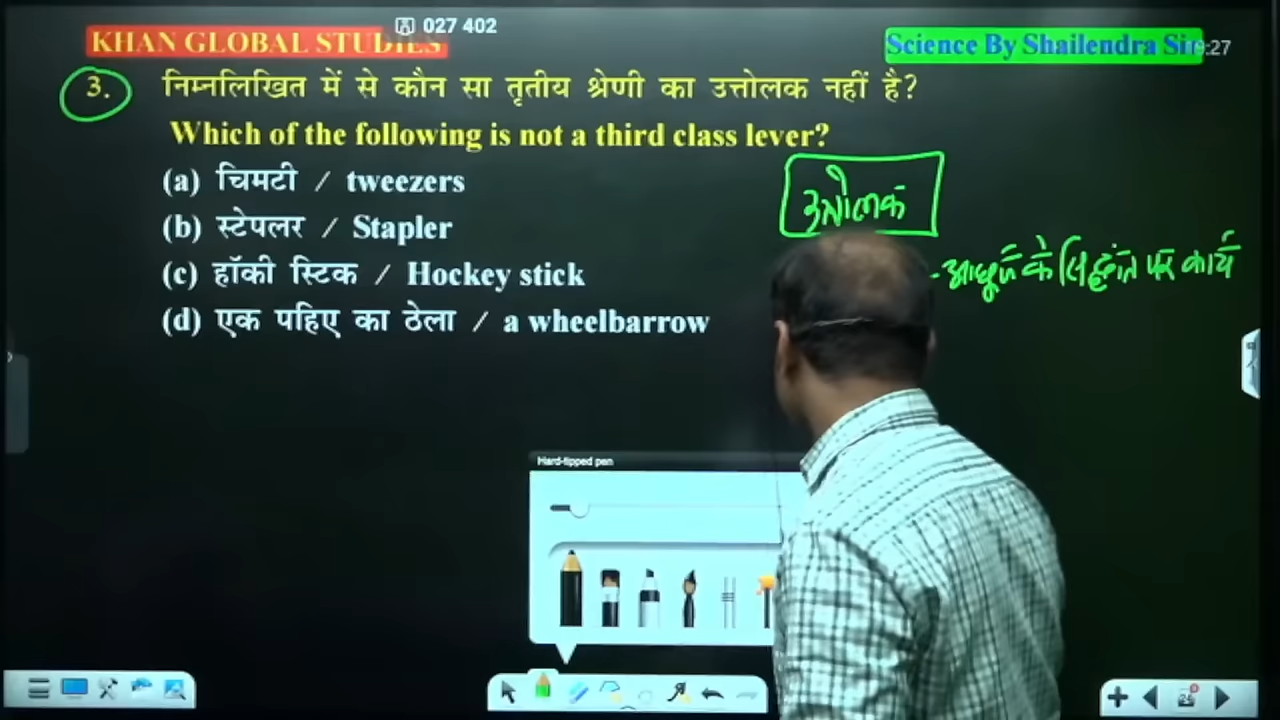 027 402
KHAN GLOBAL STUDIES
Science By Shailendra Sir
:27
3. निम्नलिखित में से कौन सा तृतीय श्रेणी का उत्तोलक नहीं है?
Which of the following is not a third class lever?
(a) चिमटी / tweezers
(b) स्टेपलर / Stapler
(c) हॉकी स्टिक / Hockey stick
(d) एक पहिए का ठेला / a wheelbarrow
उत्तोलक
- आघूर्ण के सिद्धांत पर कार्य
Hard-tipped pen